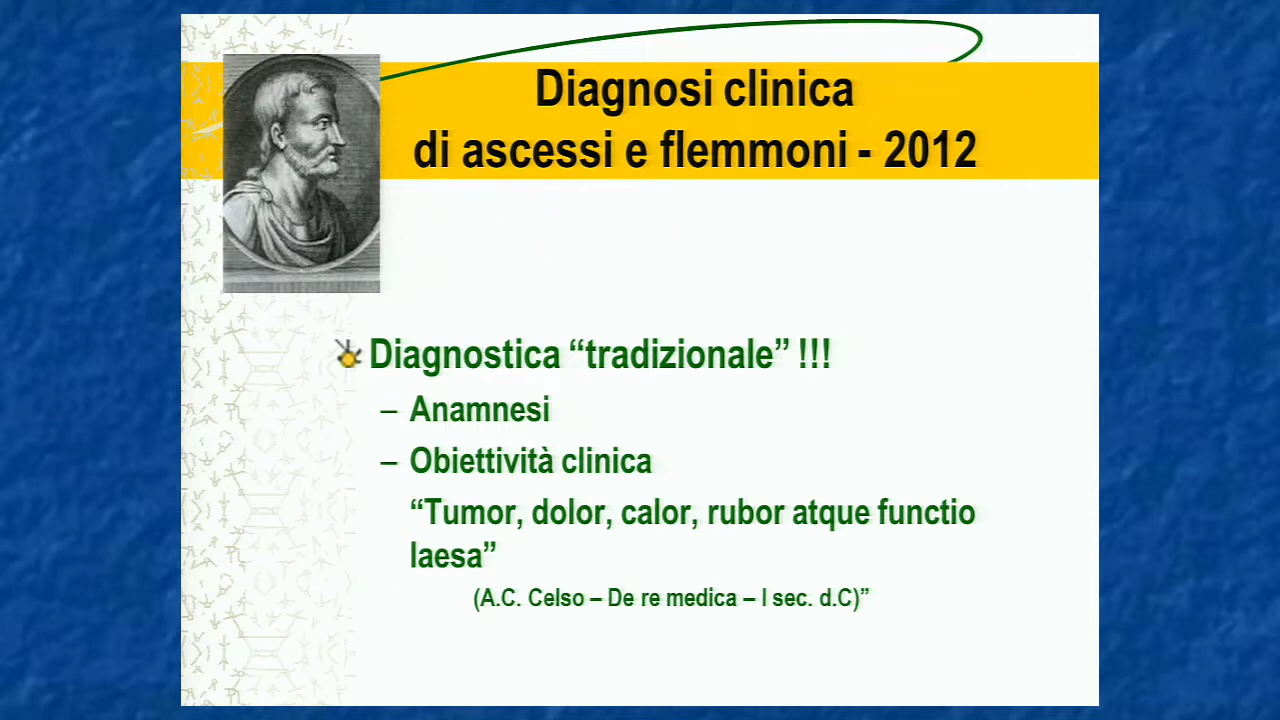 Diagnosi clinica
di ascessi e flemmoni - 2012
Diagnostica “tradizionale” !!!
– Anamnesi
– Obiettività clinica
“Tumor, dolor, calor, rubor atque functio
laesa”
(A.C. Celso – De re medica – I sec. d.C)”